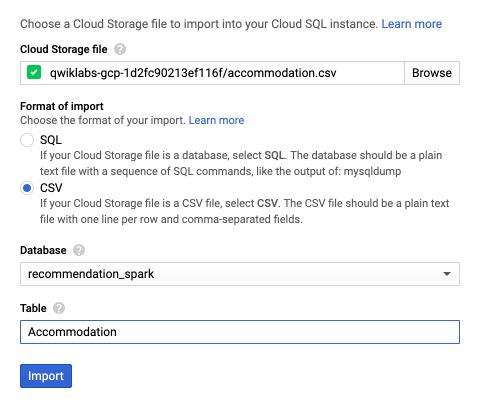 Choose a Cloud Storage file to import into your Cloud SQL instance. Learn more
Cloud Storage file ?
qwiklabs-gcp-1d2fc90213ef116f/accommodation.csv Browse
Format of import
Choose the format of your import. Learn more
SQL
If your Cloud Storage file is a database, select SQL. The database should be a plain
text file with a sequence of SQL commands, like the output of: mysqldump
CSV
If your Cloud Storage file is a CSV file, select CSV. The CSV file should be a plain text
file with one line per row and comma-separated fields.
Database ?
recommendation_spark
Table ?
Accommodation
Import